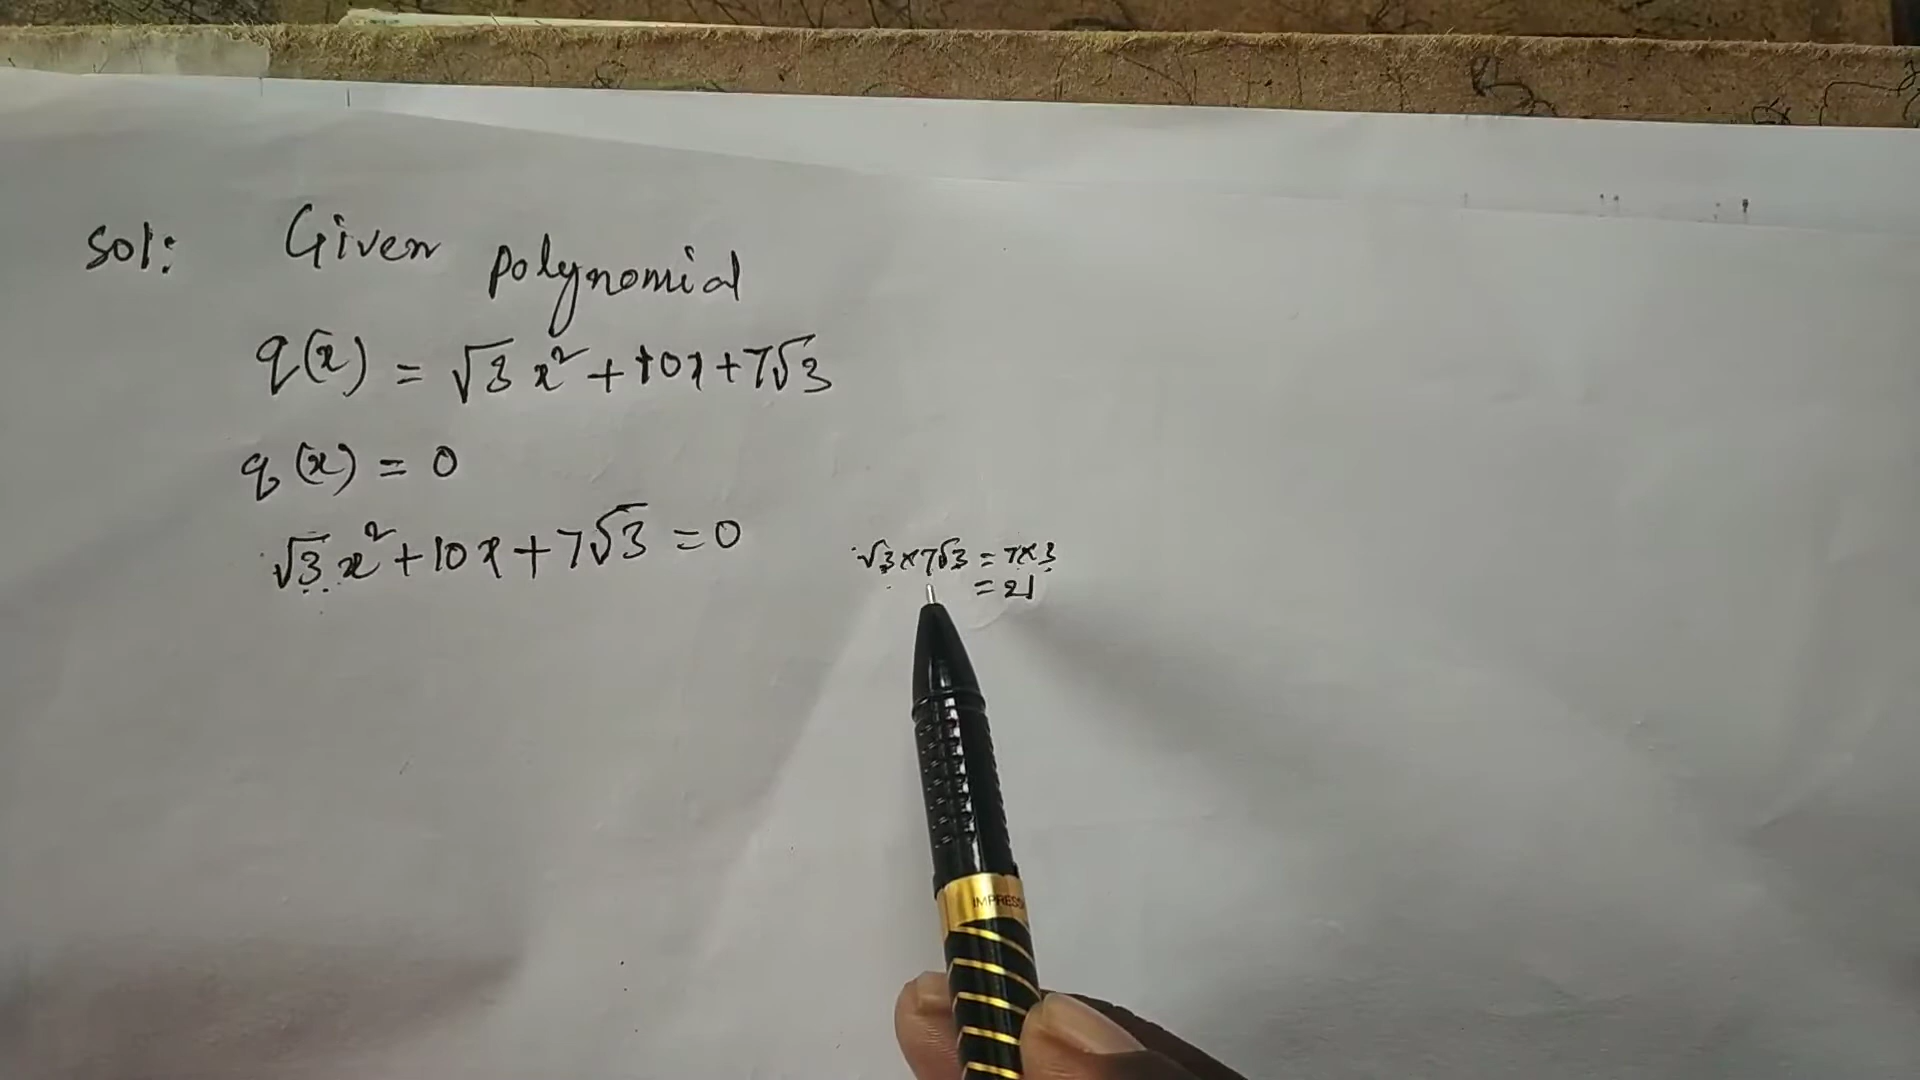 Sol: Given polynomial
q(x) = √3 x² + 10x + 7√3
q(x) = 0
√3 x² + 10x + 7√3 = 0
√3 × 7√3 = 7×3
= 21